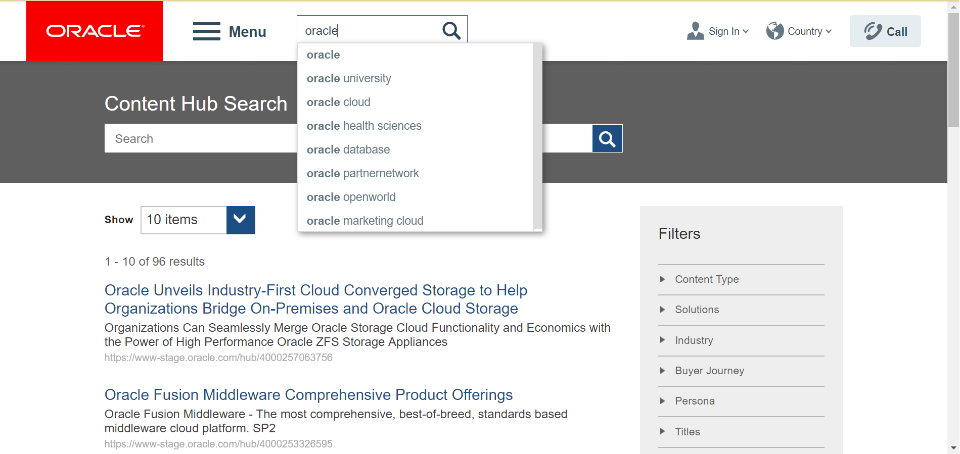 ORACLE
Menu
oracle
Sign In
Country
Call
oracle
oracle university
oracle cloud
oracle health sciences
oracle database
oracle partnernetwork
oracle openworld
oracle marketing cloud
Content Hub Search
Search
Show
10 items
1 - 10 of 96 results
Oracle Unveils Industry-First Cloud Converged Storage to Help
Organizations Bridge On-Premises and Oracle Cloud Storage
Organizations Can Seamlessly Merge Oracle Storage Cloud Functionality and Economics with
the Power of High Performance Oracle ZFS Storage Appliances
https://www-stage.oracle.com/hub/4000257063756
Oracle Fusion Middleware Comprehensive Product Offerings
Oracle Fusion Middleware - The most comprehensive, best-of-breed, standards based
middleware cloud platform. SP2
https://www-stage.oracle.com/hub/4000253326595
Filters
Content Type
Solutions
Industry
Buyer Journey
Persona
Titles